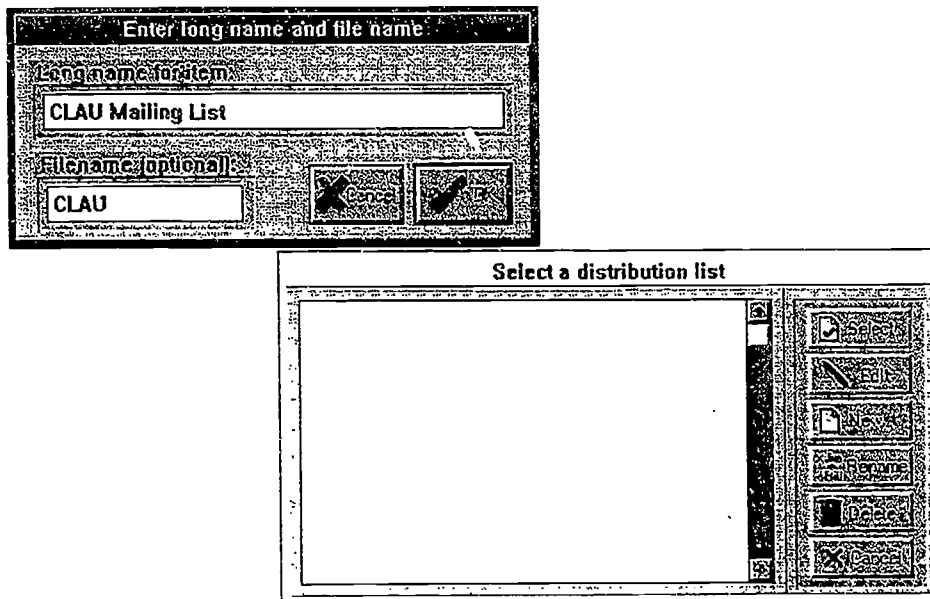 Enter long name and file name
Long name for item:
CLAU Mailing List
Filename (optional):
CLAU
Cancel
OK
Select a distribution list
Select
Edit
New
Rename
Delete
Cancel